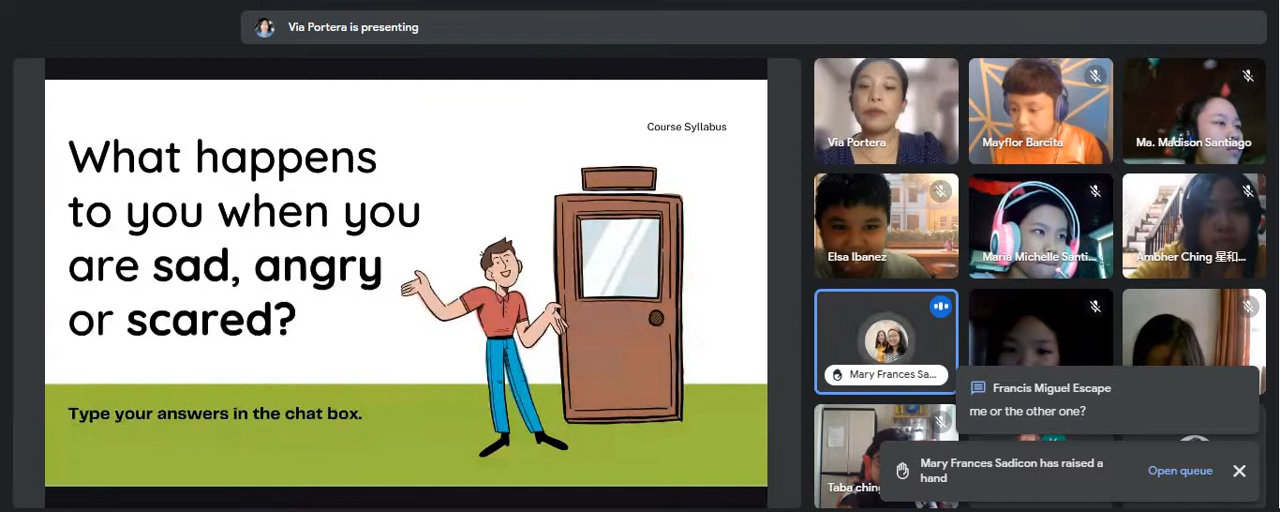 Via Portera is presenting
Course Syllabus
What happens
to you when you
are sad, angry
or scared?
Type your answers in the chat box.
Via Portera
Mayflor Barcita
Ma. Madison Santiago
Elsa Ibanez
Maria Michelle Santi...
Ambher Ching 星和...
Mary Frances Sa...
Francis Miguel Escape
me or the other one?
Taba ching
Mary Frances Sadicon has raised a
hand
Open queue